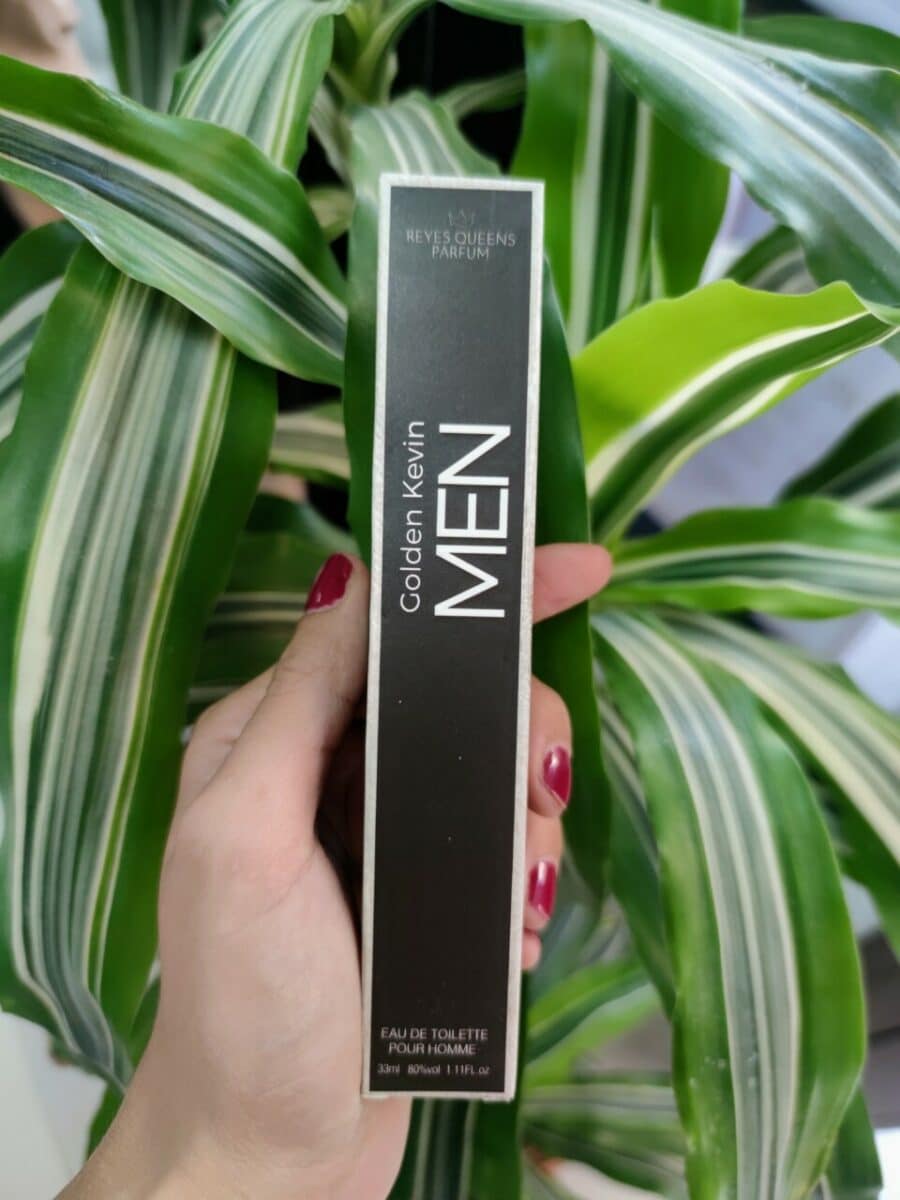 REYES QUEENS
PARFUM
Golden Kevin
MEN
EAU DE TOILETTE
POUR HOMME
33ml 80%vol 1.11FL.oz